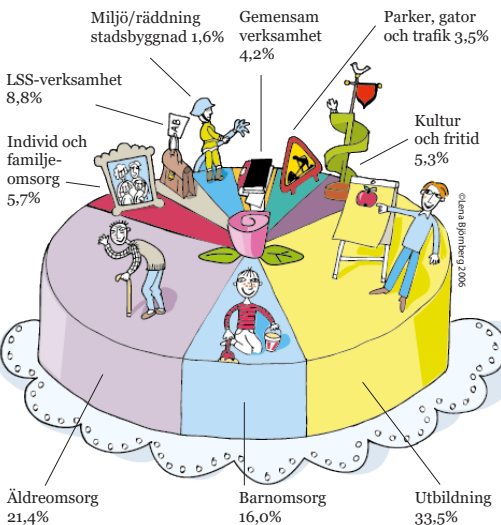 Miljö/räddning
stadsbyggnad 1,6%
Gemensam
verksamhet
4,2%
Parker, gator
och trafik 3,5%
LSS-verksamhet
8,8%
Individ och
familje-
omsorg
5,7%
Kultur
och fritid
5,3%
AB
©Lena Bjørnberg 2006
Äldreomsorg
21,4%
Barnomsorg
16,0%
Utbildning
33,5%